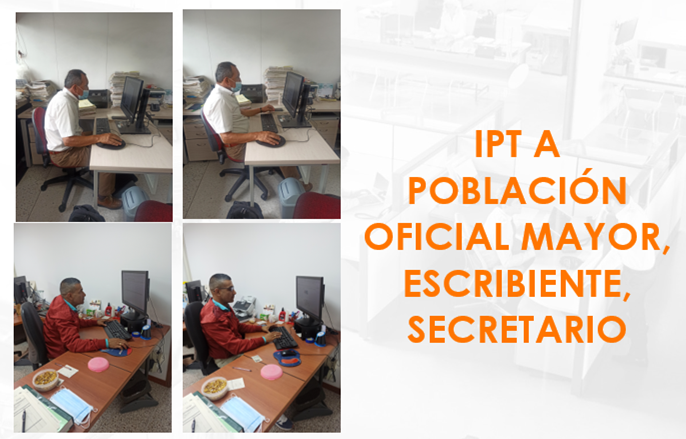 IPT A
POBLACIÓN
OFICIAL MAYOR,
ESCRIBIENTE,
SECRETARIO